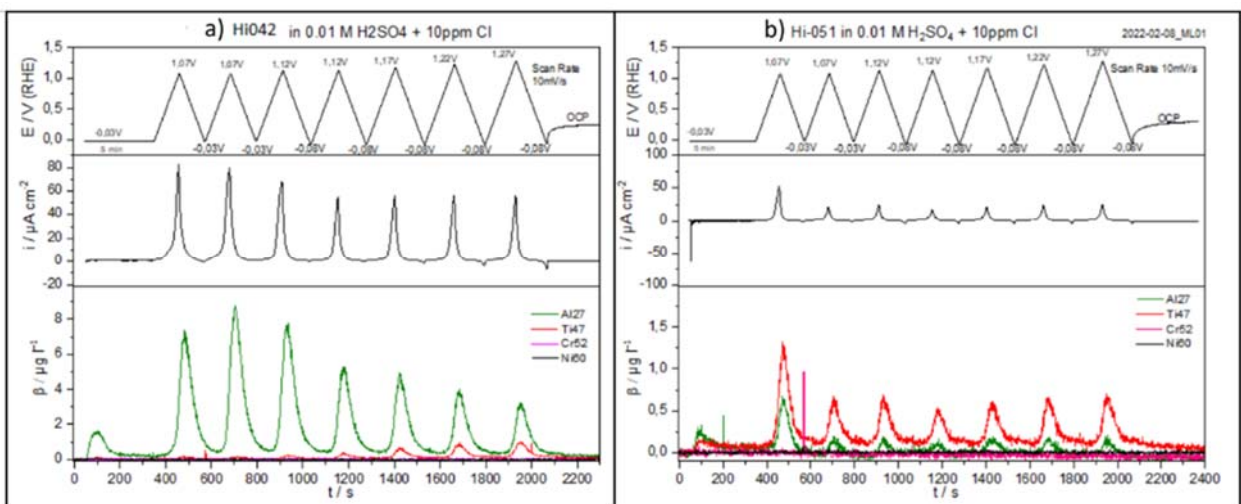 a) Hi042 in 0.01 M H2SO4 + 10ppm Cl
E / V (RHE)
1,5
1,0
0,5
0,0
1,07V 1,07V 1,12V 1,12V 1,17V 1,22V 1,27V
Scan Rate
10mV/s
OCP
-0,03V
5 min
-0,03V -0,03V -0,08V -0,08V -0,08V -0,08V -0,08V
i / µA cm⁻²
80
60
40
20
0
-20
Al27
Ti47
Cr52
Ni60
β / µg l⁻¹
8
6
4
2
0
0 200 400 600 800 1000 1200 1400 1600 1800 2000 2200
t / s
b) Hi-051 in 0.01 M H₂SO₄ + 10ppm Cl 2022-02-08_ML01
E / V (RHE)
1,5
1,0
0,5
0,0
1,07V 1,07V 1,12V 1,12V 1,17V 1,22V 1,27V
Scan Rate 10mV/s
OCP
-0,03V
5 min
-0,03V -0,03V -0,08V -0,08V -0,08V -0,08V -0,08V
i / µA cm⁻²
100
50
0
-50
-100
Al27
Ti47
Cr52
Ni60
β / µg l⁻¹
1,5
1,0
0,5
0,0
0 200 400 600 800 1000 1200 1400 1600 1800 2000 2200 2400
t / s